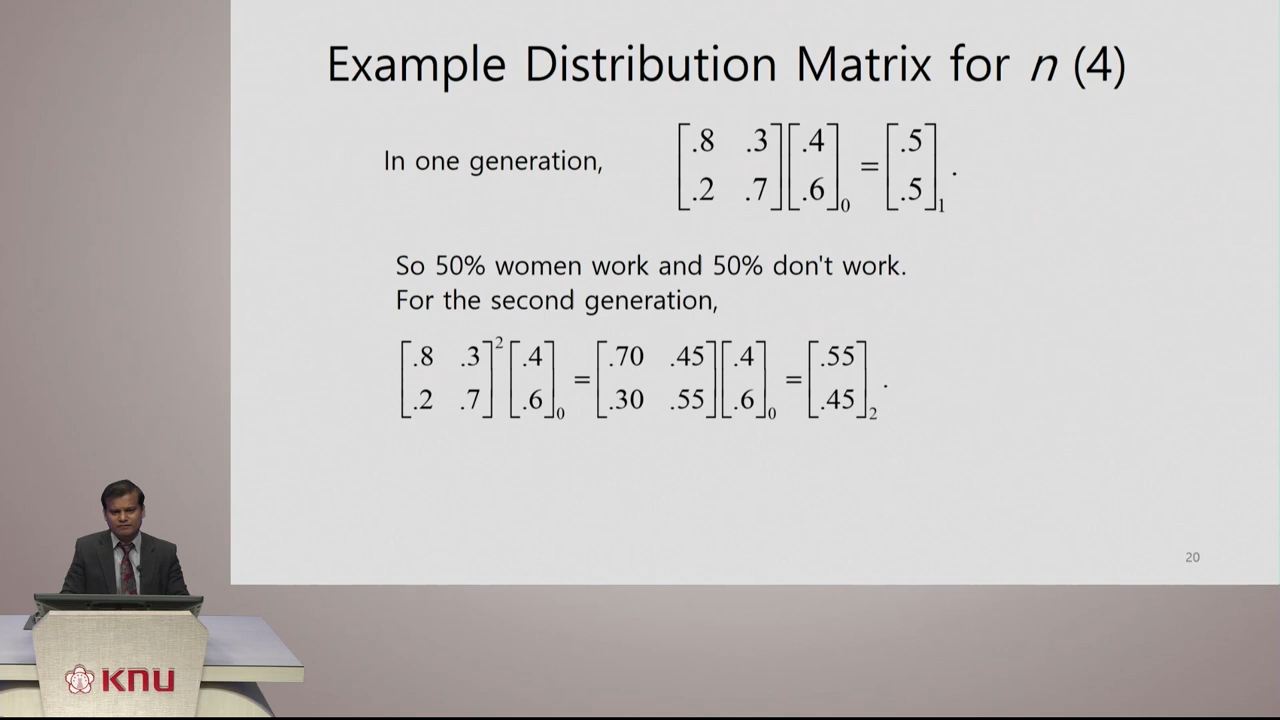 Example Distribution Matrix for n (4)
In one generation, [.8 .3; .2 .7][.4; .6]₀ = [.5; .5]₁.
So 50% women work and 50% don't work.
For the second generation,
[.8 .3; .2 .7]²[.4; .6]₀ = [.70 .45; .30 .55][.4; .6]₀ = [.55; .45]₂.
20
KNU